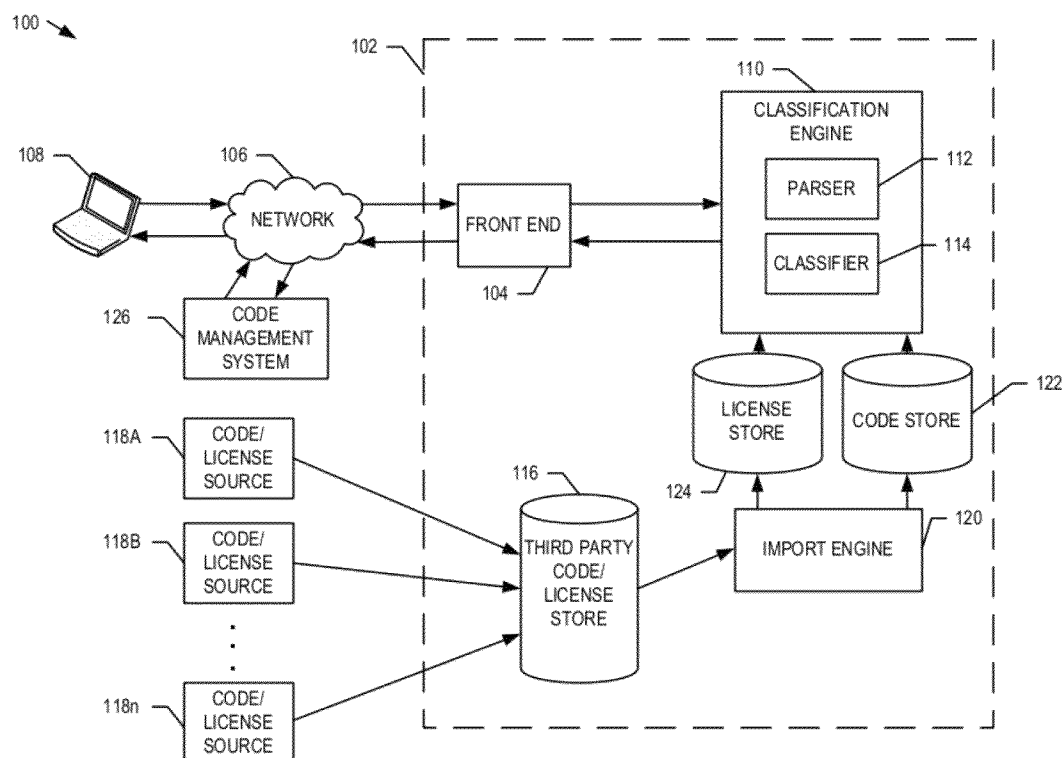 100
102
110
CLASSIFICATION
ENGINE
108
106
112
PARSER
NETWORK
FRONT END
114
CLASSIFIER
104
126
CODE
MANAGEMENT
SYSTEM
122
LICENSE
STORE
CODE STORE
118A
CODE/
LICENSE
SOURCE
116
124
120
118B
CODE/
LICENSE
SOURCE
THIRD PARTY
CODE/
LICENSE
STORE
IMPORT ENGINE
118n
CODE/
LICENSE
SOURCE